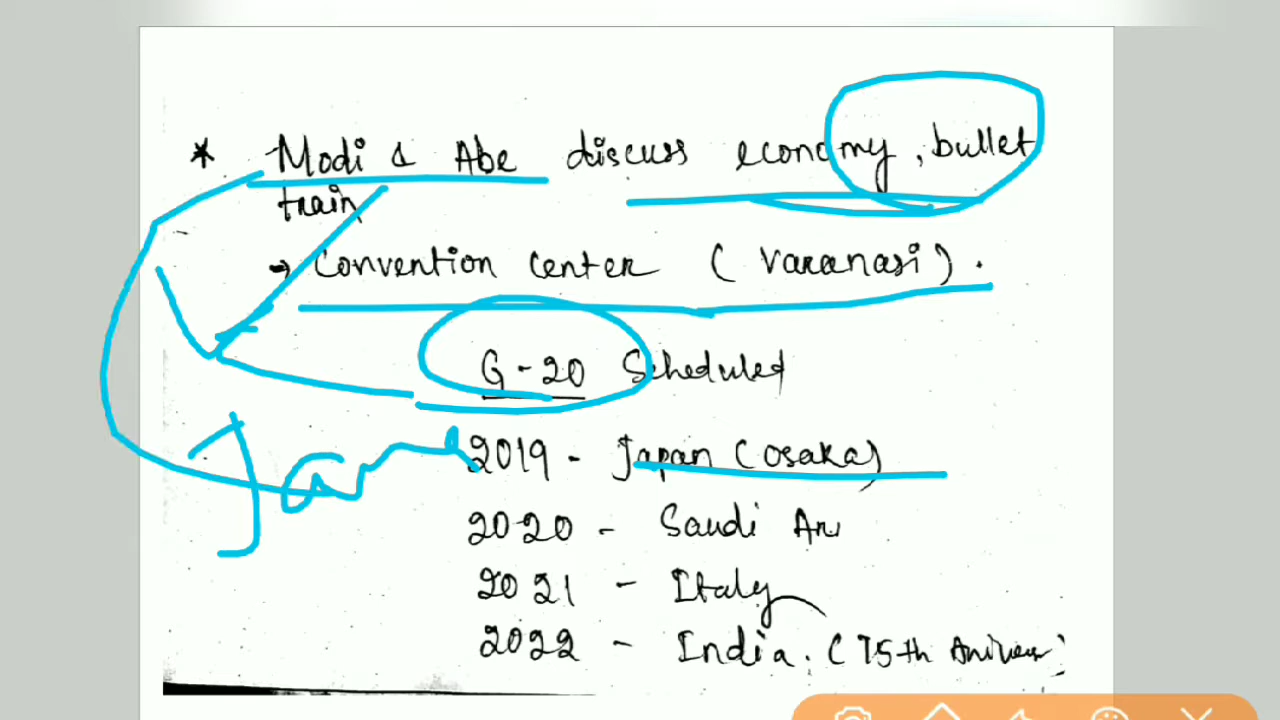 * Modi & Abe discuss economy, bullet
train
→ Convention center (Varanasi).
G-20 Scheduled
2019 - Japan (Osaka)
2020 - Saudi Ar
2021 - Italy
2022 - India. (75th